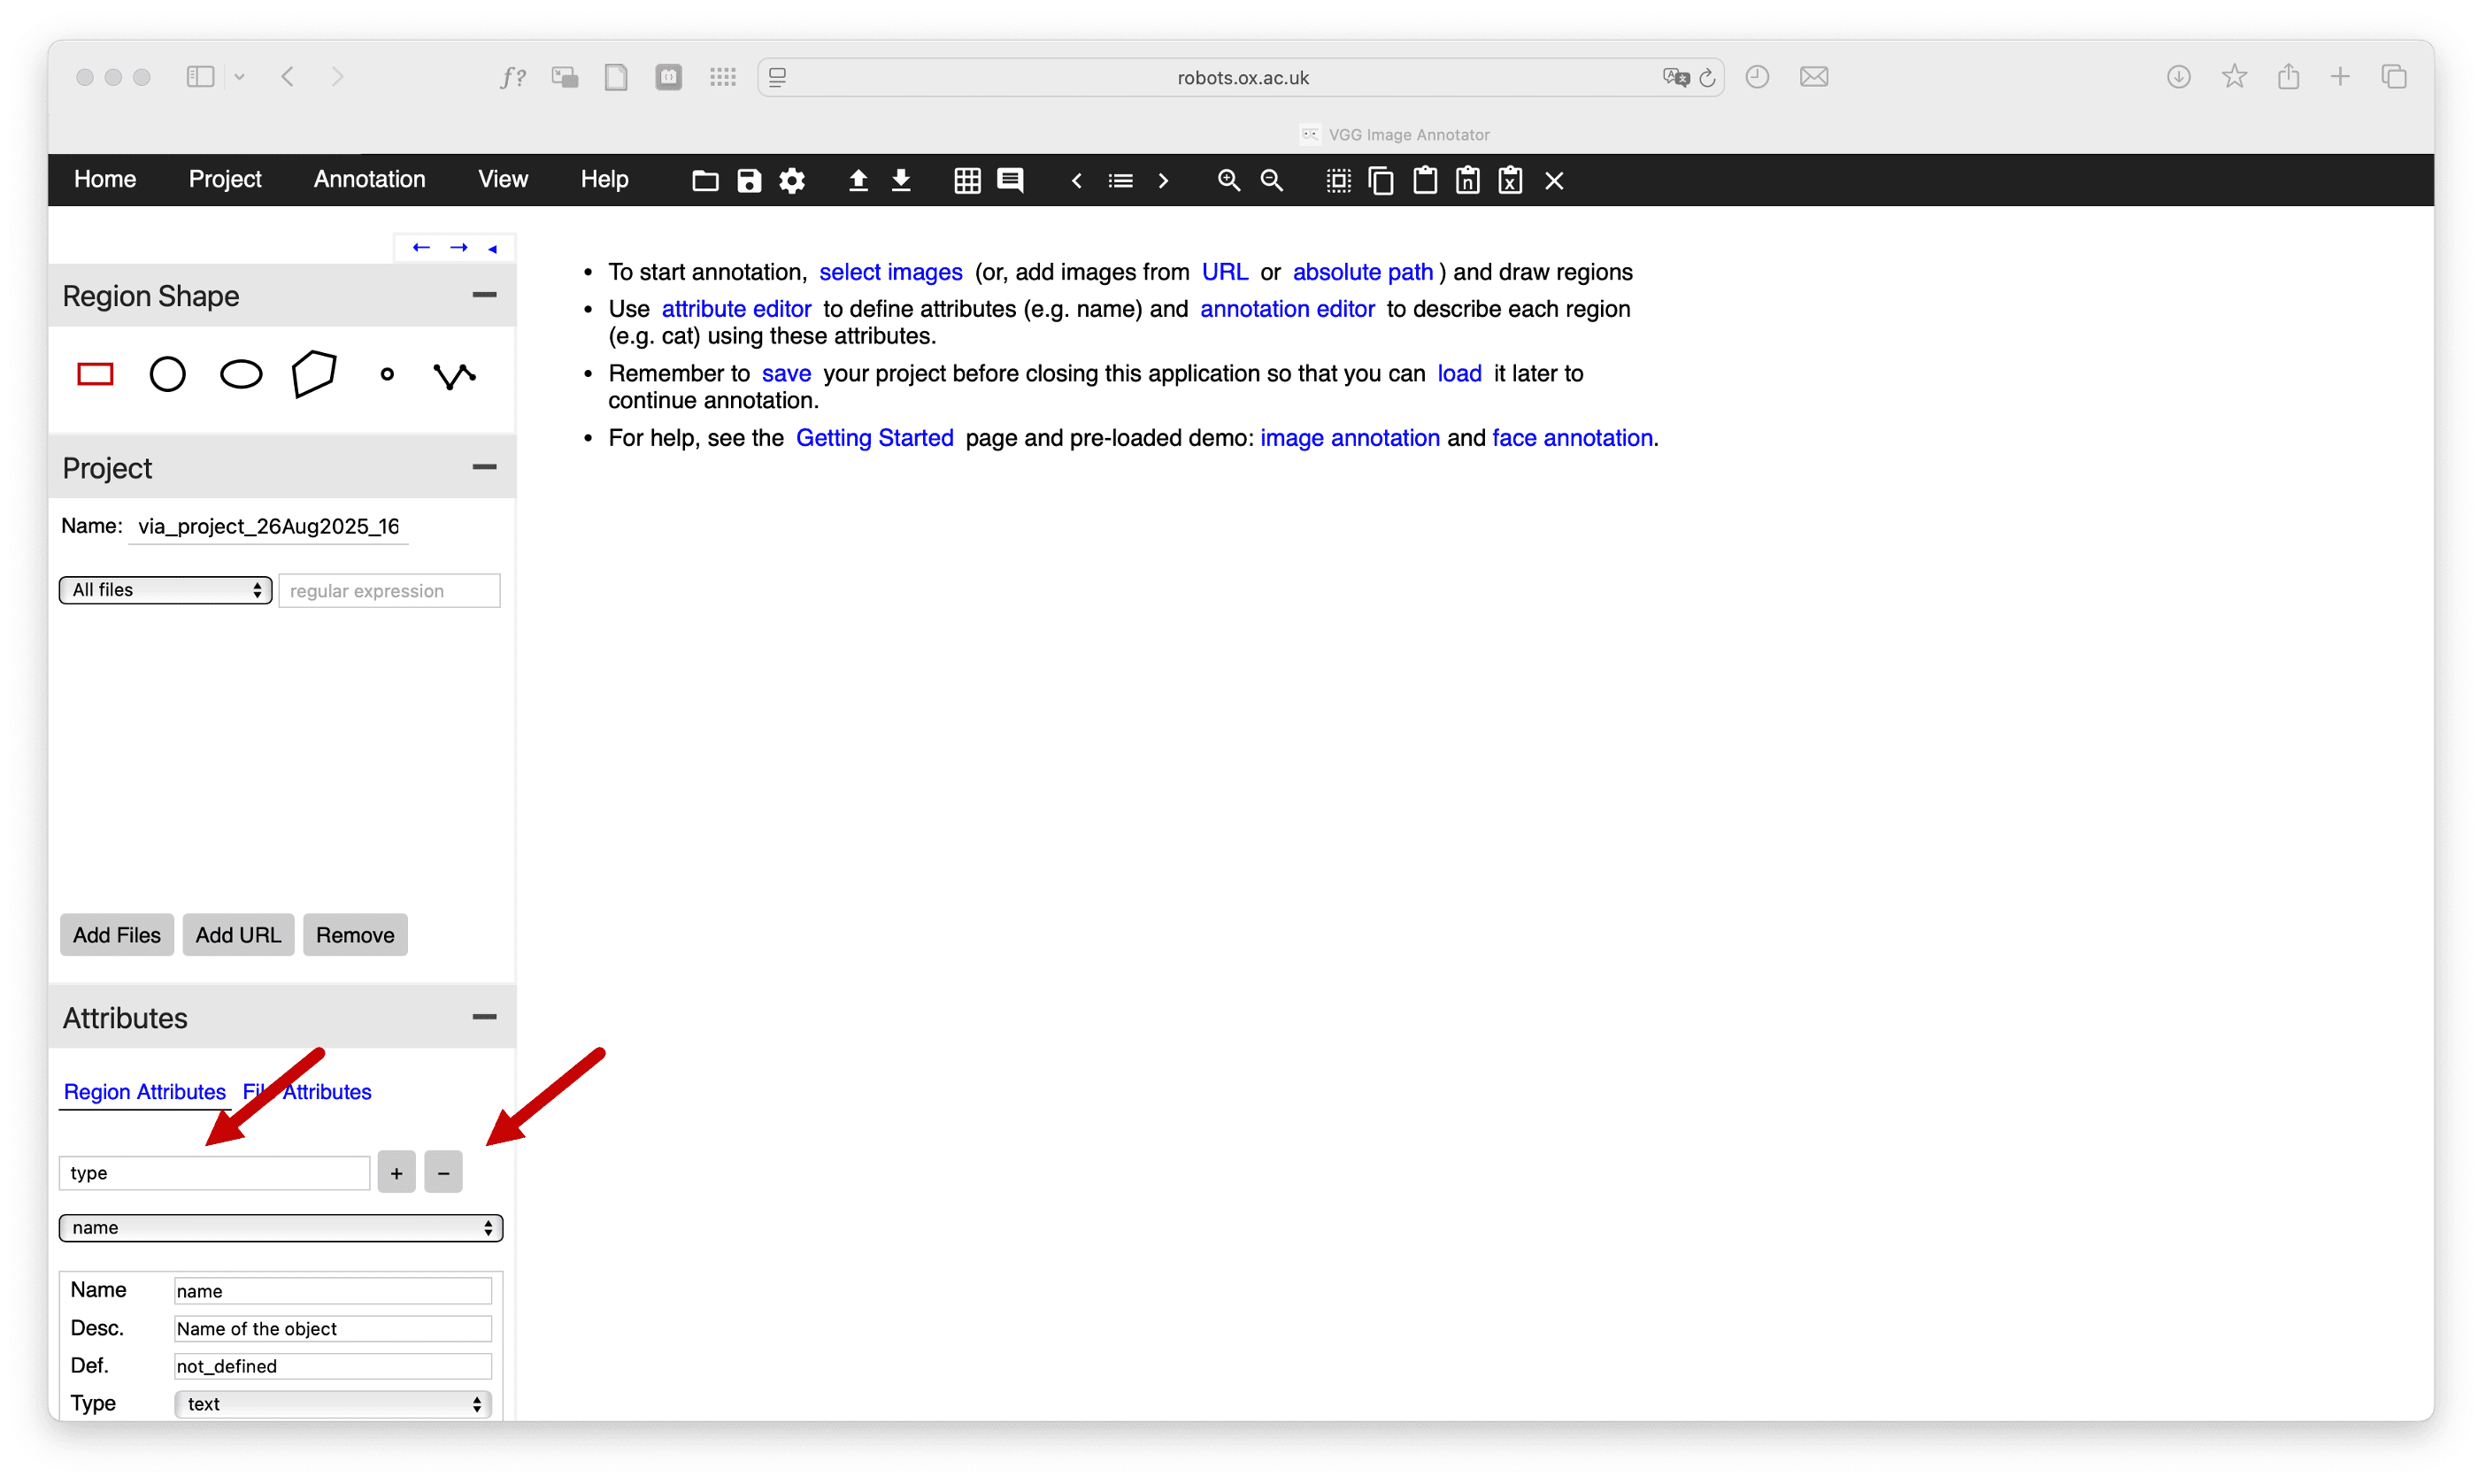 robots.ox.ac.uk
VGG Image Annotator
Home Project Annotation View Help
Region Shape
Project
Name: via_project_26Aug2025_16
All files regular expression
Add Files Add URL Remove
Attributes
Region Attributes File Attributes
type + −
name
Name name
Desc. Name of the object
Def. not_defined
Type text
• To start annotation, select images (or, add images from URL or absolute path ) and draw regions
• Use attribute editor to define attributes (e.g. name) and annotation editor to describe each region
(e.g. cat) using these attributes.
• Remember to save your project before closing this application so that you can load it later to
continue annotation.
• For help, see the Getting Started page and pre-loaded demo: image annotation and face annotation.